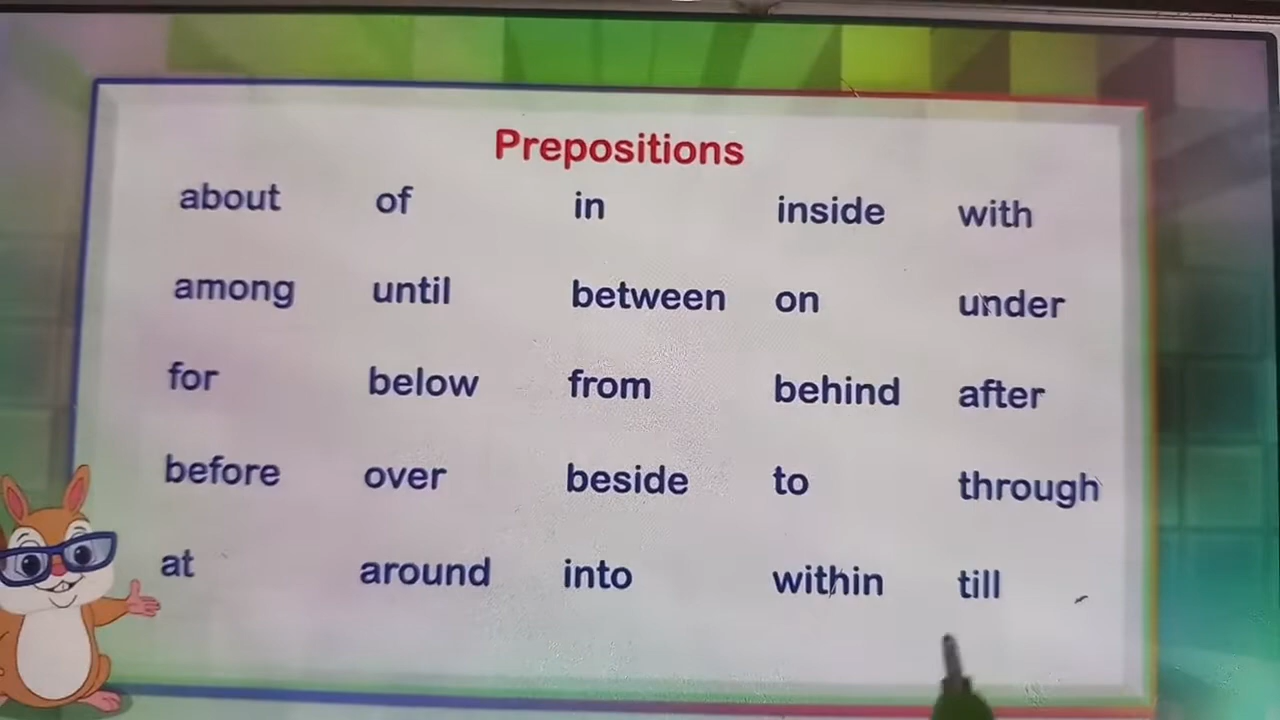 Prepositions
about of in inside with
among until between on under
for below from behind after
before over beside to through
at around into within till